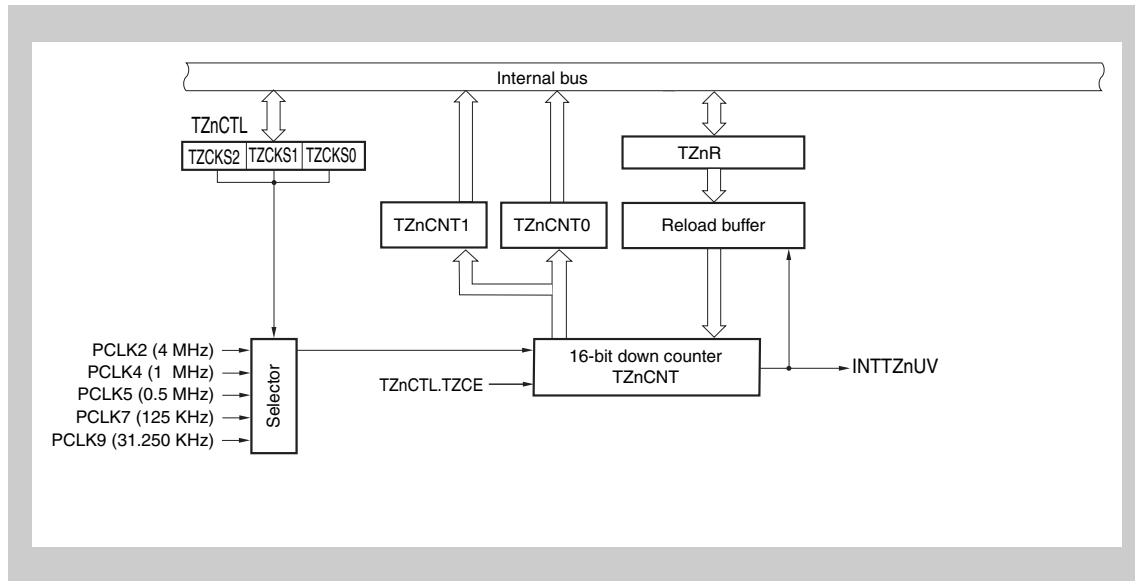 Internal bus
TZnCTL
TZCKS2 TZCKS1 TZCKS0
TZnR
TZnCNT1
TZnCNT0
Reload buffer
PCLK2 (4 MHz)
PCLK4 (1 MHz)
PCLK5 (0.5 MHz)
PCLK7 (125 KHz)
PCLK9 (31.250 KHz)
Selector
TZnCTL.TZCE
16-bit down counter
TZnCNT
INTTZnUV